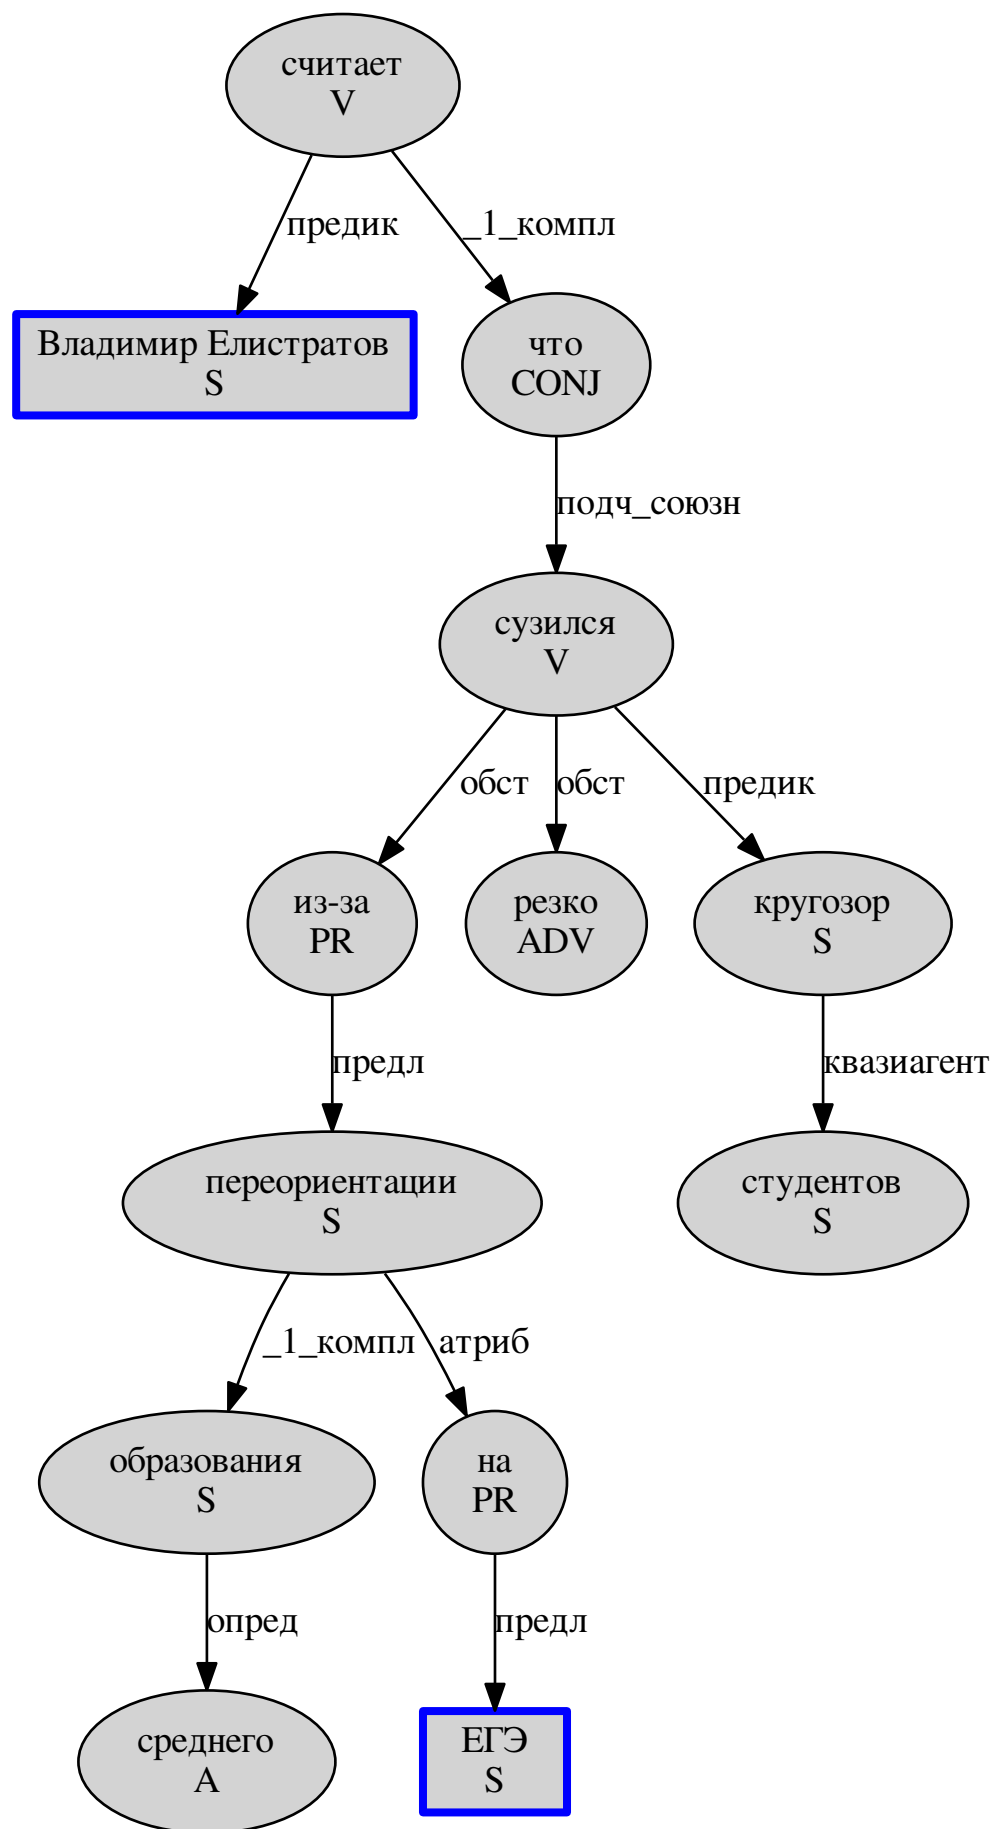 считает
V
предик
_1_компл
Владимир Елистратов
S
что
CONJ
подч_союзн
сузился
V
обст
обст
предик
из-за
PR
резко
ADV
кругозор
S
предл
квазиагент
переориентации
S
студентов
S
_1_компл
атриб
образования
S
на
PR
опред
предл
среднего
A
ЕГЭ
S